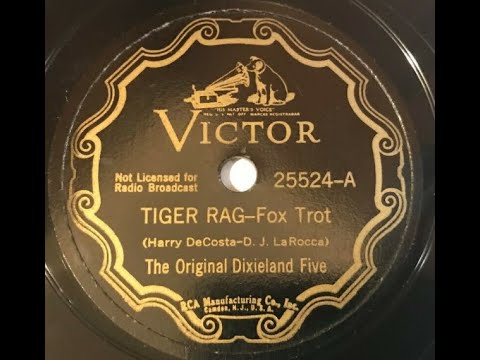 "HIS MASTER'S VOICE"
VICTOR
Not Licensed for
Radio Broadcast
25524-A
TIGER RAG–Fox Trot
(Harry DeCosta–D. J. LaRocca)
The Original Dixieland Five
RCA Manufacturing Co., Inc.
Camden, N.J., U.S.A.